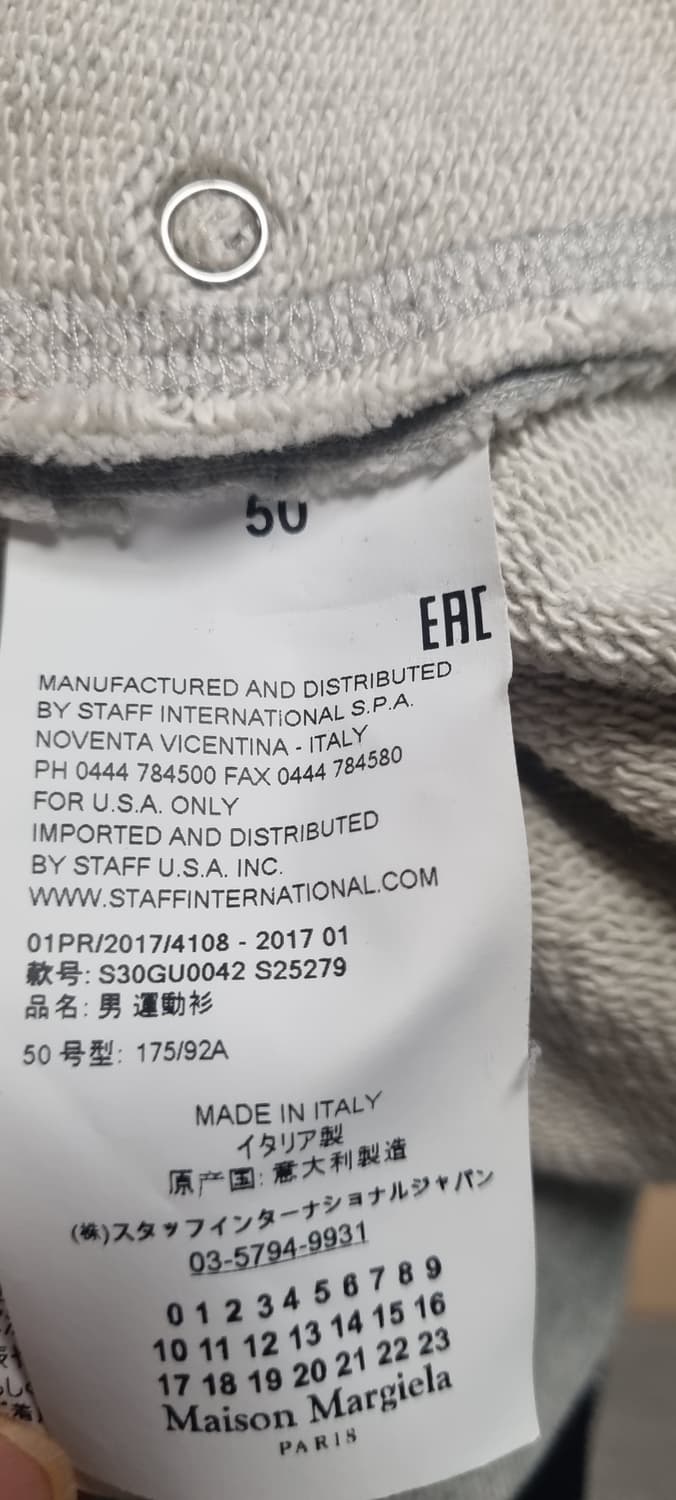 50
EAC
MANUFACTURED AND DISTRIBUTED
BY STAFF INTERNATIONAL S.P.A.
NOVENTA VICENTINA - ITALY
PH 0444 784500 FAX 0444 784580
FOR U.S.A. ONLY
IMPORTED AND DISTRIBUTED
BY STAFF U.S.A. INC.
WWW.STAFFINTERNATIONAL.COM
01PR/2017/4108 - 2017 01
款号: S30GU0042 S25279
品名: 男 運動衫
50 号型: 175/92A
MADE IN ITALY
イタリア製
原产国: 意大利製造
(株)スタッフインターナショナルジャパン
03-5794-9931
0 1 2 3 4 5 6 7 8 9
10 11 12 13 14 15 16
17 18 19 20 21 22 23
Maison Margiela
PARIS